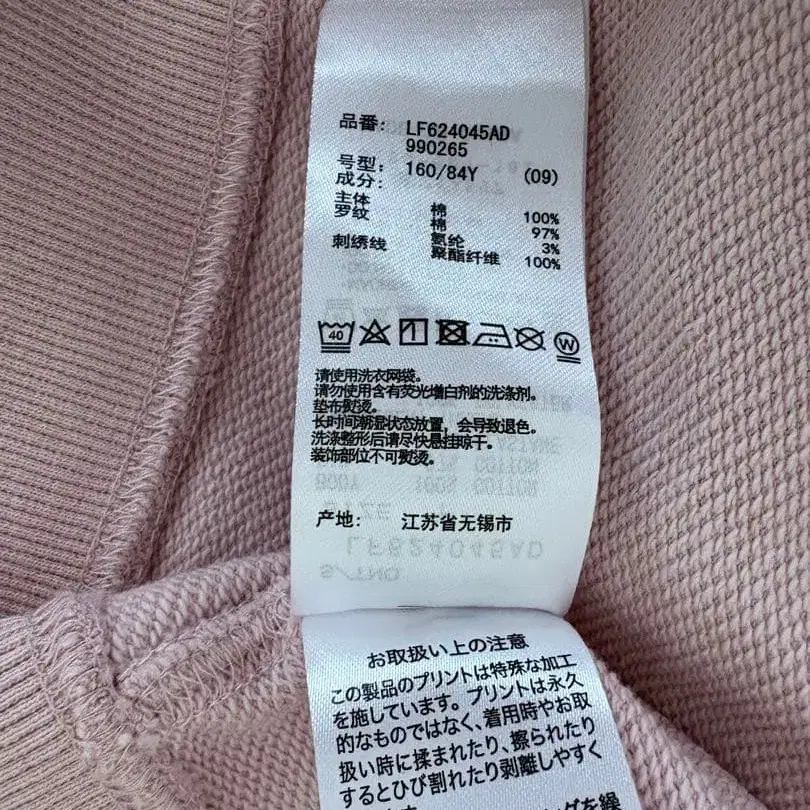 品番: LF624045AD
990265
号型: 160/84Y (09)
成分:
主体 棉 100%
罗纹 棉 97%
氨纶 3%
刺绣线 聚酯纤维 100%
40 W
请使用洗衣网袋。
请勿使用含有荧光增白剂的洗涤剂。
垫布熨烫。
长时间潮湿状态放置，会导致退色。
洗涤整形后请尽快悬挂晾干。
装饰部位不可熨烫。
产地: 江苏省无锡市
お取扱い上の注意
この製品のプリントは特殊な加工
を施しています。プリントは永久
的なものではなく、着用時やお取
扱い時に揉まれたり、擦られたり
するとひび割れたり剥離しやすく
なります。
を繰